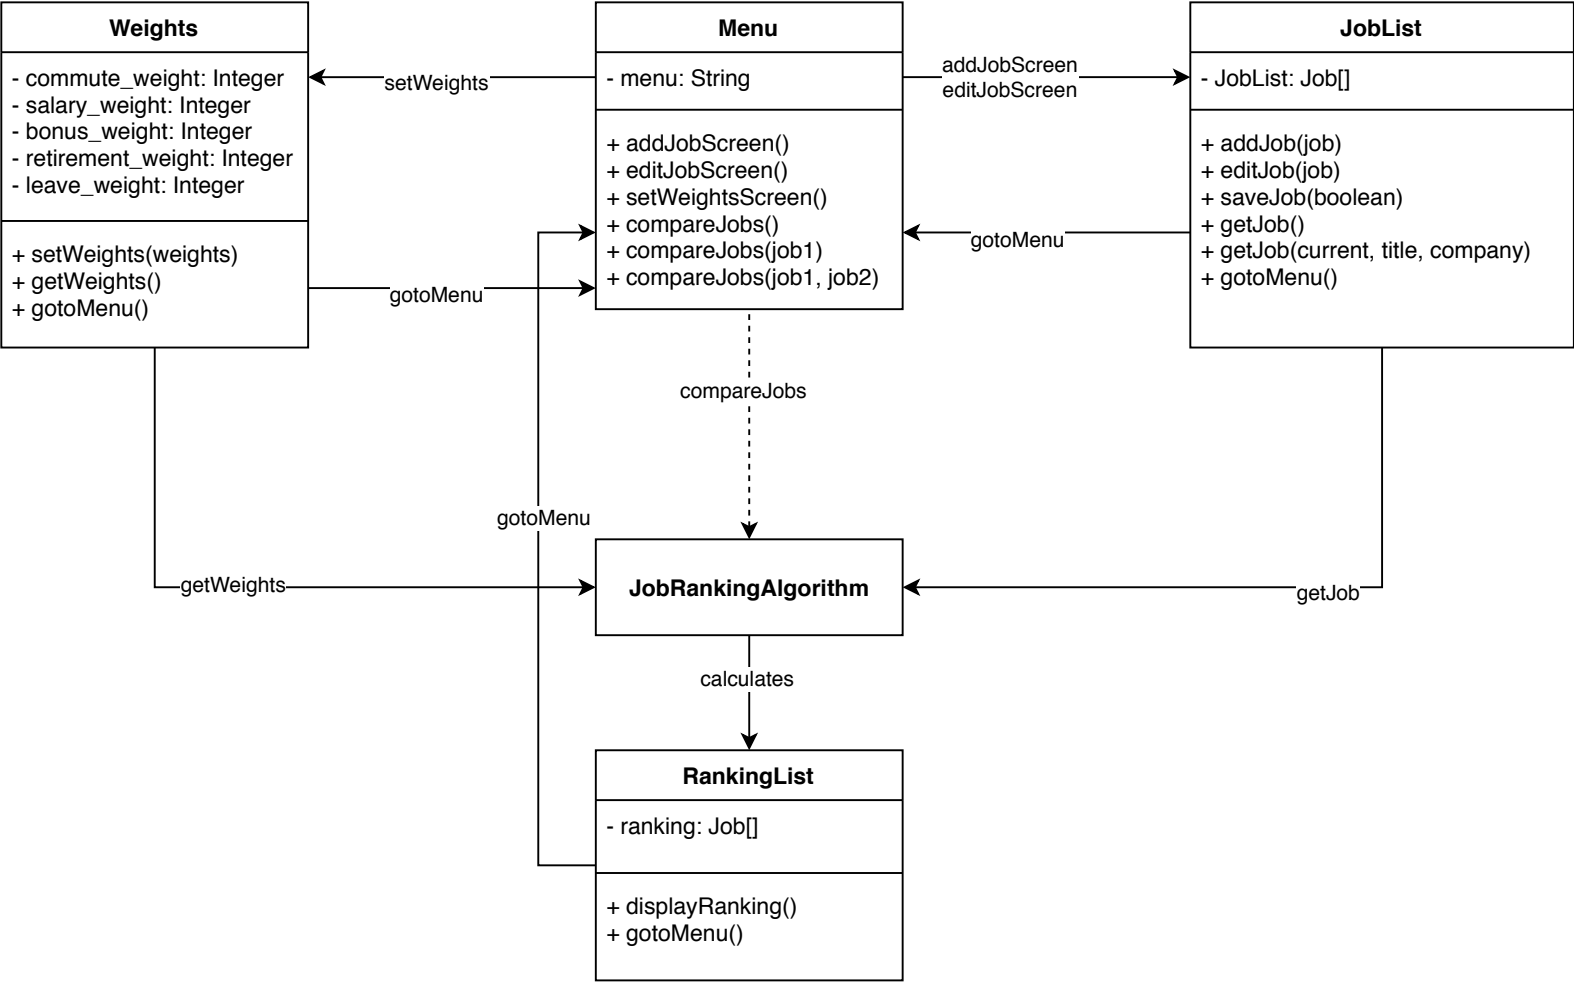 Weights
- commute_weight: Integer
- salary_weight: Integer
- bonus_weight: Integer
- retirement_weight: Integer
- leave_weight: Integer
+ setWeights(weights)
+ getWeights()
+ gotoMenu()
setWeights
gotoMenu
Menu
- menu: String
+ addJobScreen()
+ editJobScreen()
+ setWeightsScreen()
+ compareJobs()
+ compareJobs(job1)
+ compareJobs(job1, job2)
addJobScreen
editJobScreen
gotoMenu
JobList
- JobList: Job[]
+ addJob(job)
+ editJob(job)
+ saveJob(boolean)
+ getJob()
+ getJob(current, title, company)
+ gotoMenu()
compareJobs
gotoMenu
getWeights
JobRankingAlgorithm
getJob
calculates
RankingList
- ranking: Job[]
+ displayRanking()
+ gotoMenu()